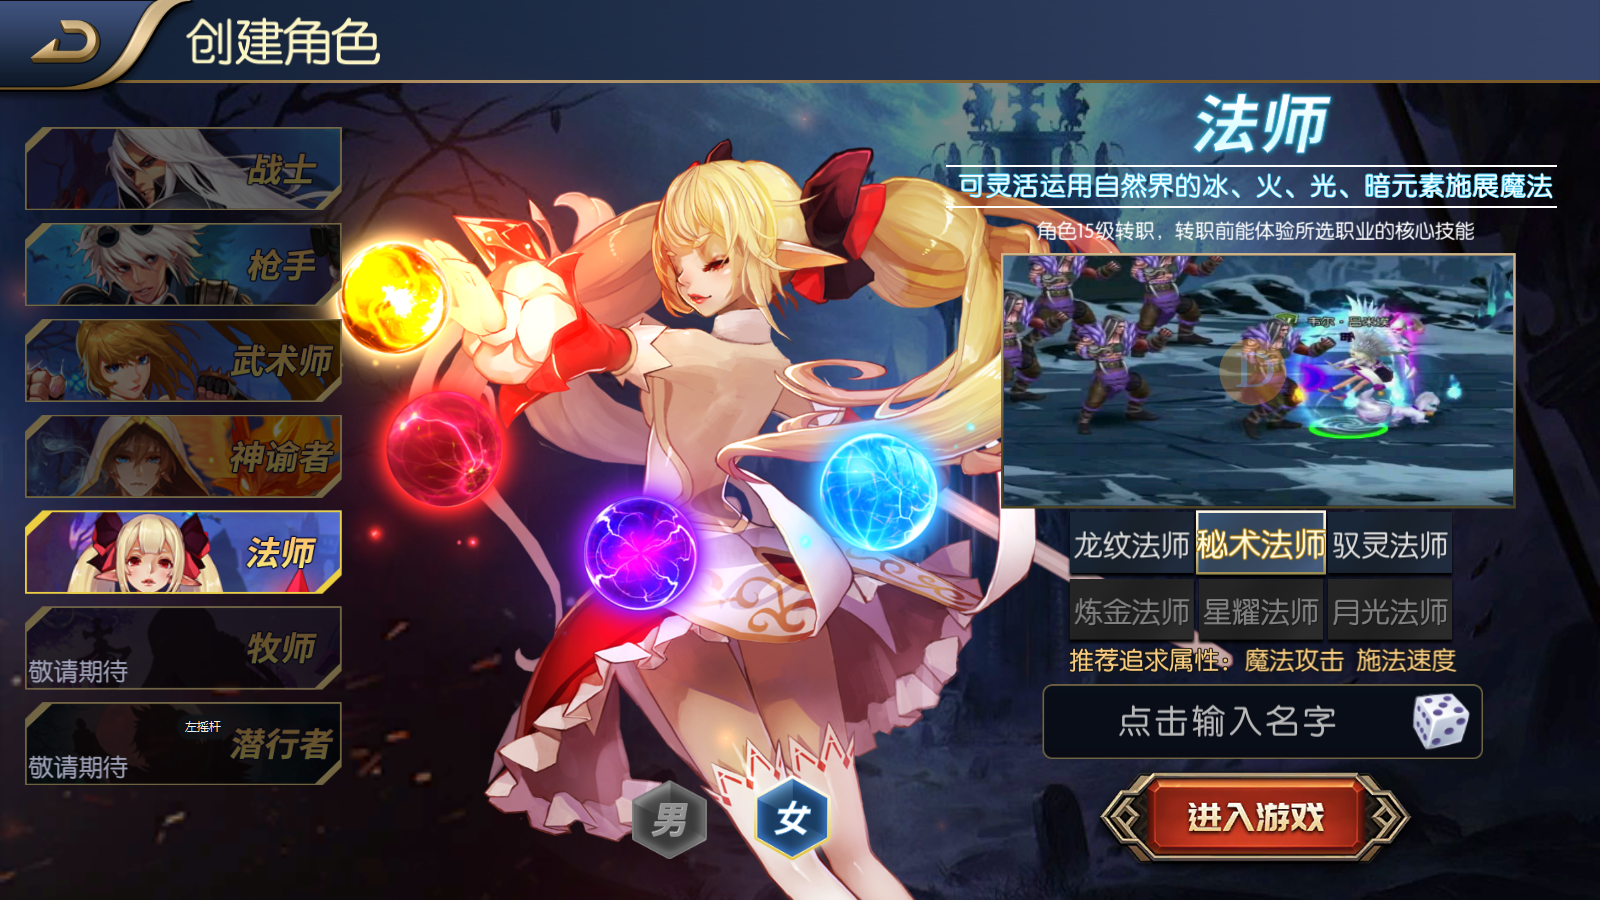 创建角色
战士
枪手
武术师
神谕者
法师
牧师
敬请期待
左摇杆
潜行者
敬请期待
男
女
法师
可灵活运用自然界的冰、火、光、暗元素施展魔法
角色15级转职，转职前能体验所选职业的核心技能
龙纹法师 秘术法师 驭灵法师
炼金法师 星耀法师 月光法师
推荐追求属性：魔法攻击 施法速度
点击输入名字
进入游戏